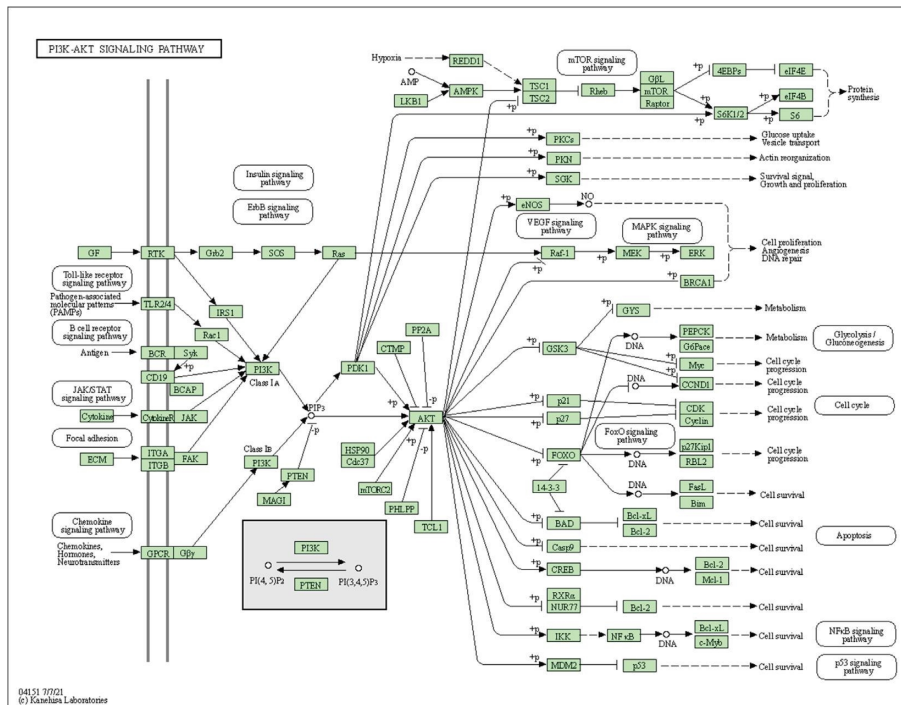 PI3K-AKT SIGNALING PATHWAY
Hypoxia
REDD1
AMP
LKB1
AMPK
TSC1
TSC2
mTOR signaling
pathway
Rheb
GβL
mTOR
Raptor
+p
4EBPs
eIF4E
eIF4B
S6K1/2
S6
+p
+p
+p
+p
Protein
synthesis
+p
PKCs
Glucose uptake
Vesicle transport
+p
PKN
Actin reorganization
+p
SGK
Survival signal,
Growth and proliferation
Insulin signaling
pathway
ErbB signaling
pathway
+p
eNOS
NO
VEGF signaling
pathway
MAPK signaling
pathway
GF
RTK
Grb2
SOS
Ras
Raf-1
+p
MEK
+p
ERK
+p
BRCA1
Cell proliferation
Angiogenesis
DNA repair
Toll-like receptor
signaling pathway
Pathogen-associated
molecular patterns
(PAMPs)
TLR2/4
IRS1
Rac1
B cell receptor
signaling pathway
Antigen
BCR
Syk
+p
CD19
BCAP
PI3K
Class IA
JAK/STAT
signaling pathway
Cytokine
CytokineR
JAK
Focal adhesion
ECM
ITGA
ITGB
FAK
Class IB
PI3K
PIP3
PTEN
-p
MAGI
Chemokine
signaling pathway
Chemokines,
Hormones,
Neurotransmitters
GPCR
Gβγ
PDK1
+p
CTMP
PP2A
-p
AKT
HSP90
Cdc37
+p
mTORC2
-p
PHLPP
TCL1
PI3K
PI(4, 5)P2
PI(3,4,5)P3
PTEN
GYS
Metabolism
+p
GSK3
DNA
PEPCK
G6Pace
Metabolism
Glycolysis /
Gluconeogenesis
Myc
Cell cycle
progression
DNA
CCND1
Cell cycle
progression
+p
p21
+p
p27
CDK
Cyclin
Cell cycle
progression
Cell cycle
FoxO signaling
pathway
+p
FOXO
DNA
p27Kip1
RBL2
Cell cycle
progression
14-3-3
DNA
FasL
Bim
Cell survival
+p
BAD
Bcl-xL
Bcl-2
Cell survival
Apoptosis
+p
Casp9
Cell survival
+p
CREB
DNA
Bcl-2
Mcl-1
Cell survival
+p
RXRα
NUR77
Bcl-2
Cell survival
+p
IKK
NFκB
DNA
Bcl-xL
c-Myb
Cell survival
NFκB signaling
pathway
+p
MDM2
p53
Cell survival
p53 signaling
pathway
04151 7/7/21
(c) Kanehisa Laboratories